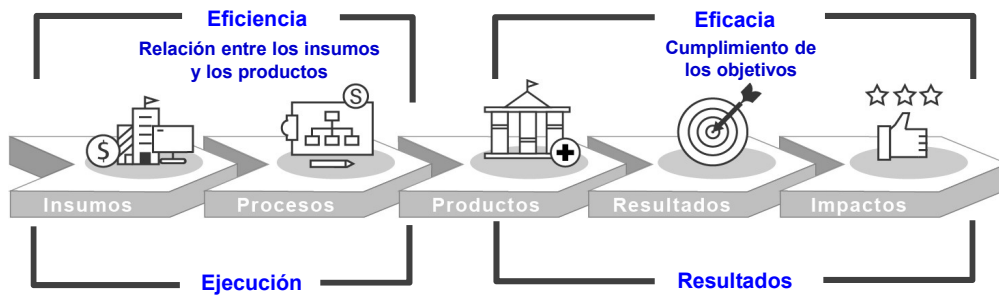 Eficiencia
Relación entre los insumos
y los productos
Eficacia
Cumplimiento de
los objetivos
$
S
Insumos
Procesos
Productos
Resultados
Impactos
Ejecución
Resultados